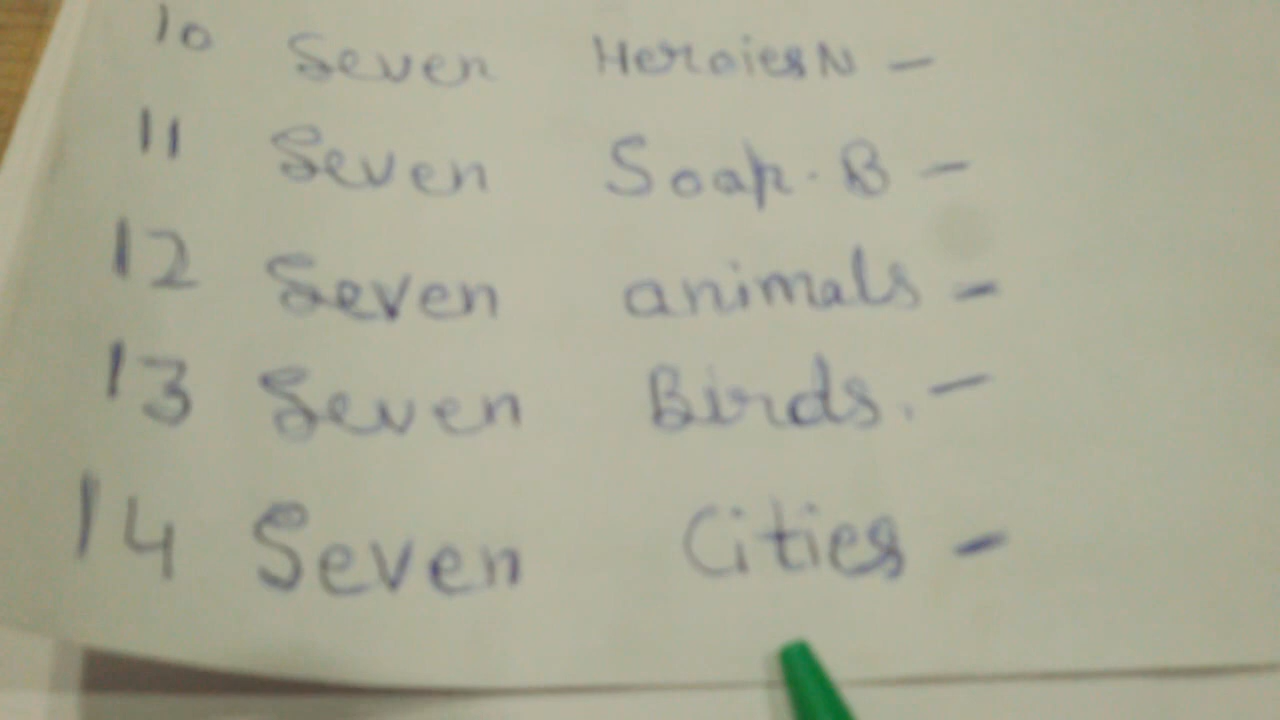 10 Seven HeroiesN -
11 Seven Soap. B -
12 Seven animals -
13 Seven Birds. -
14 Seven Cities -